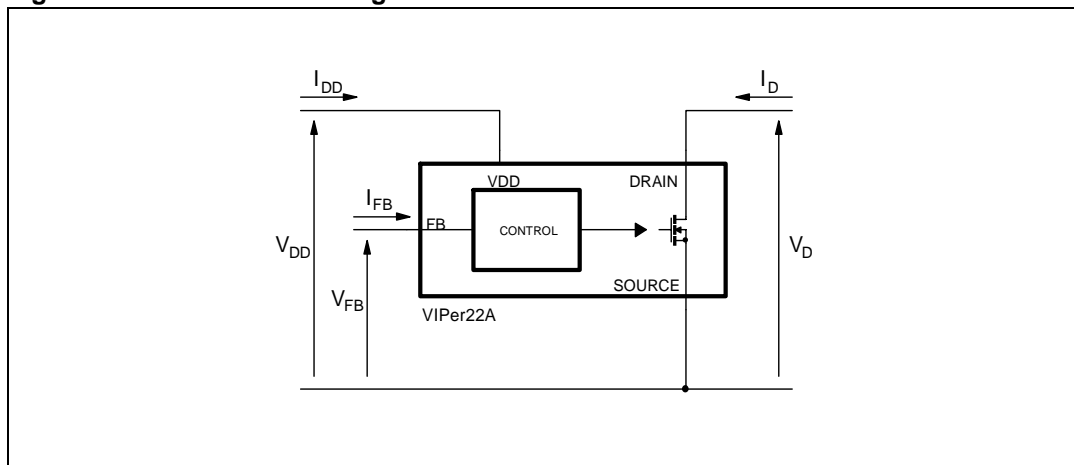 I_DD
I_D
VDD
DRAIN
I_FB
FB
CONTROL
V_DD
V_D
SOURCE
V_FB
VIPer22A